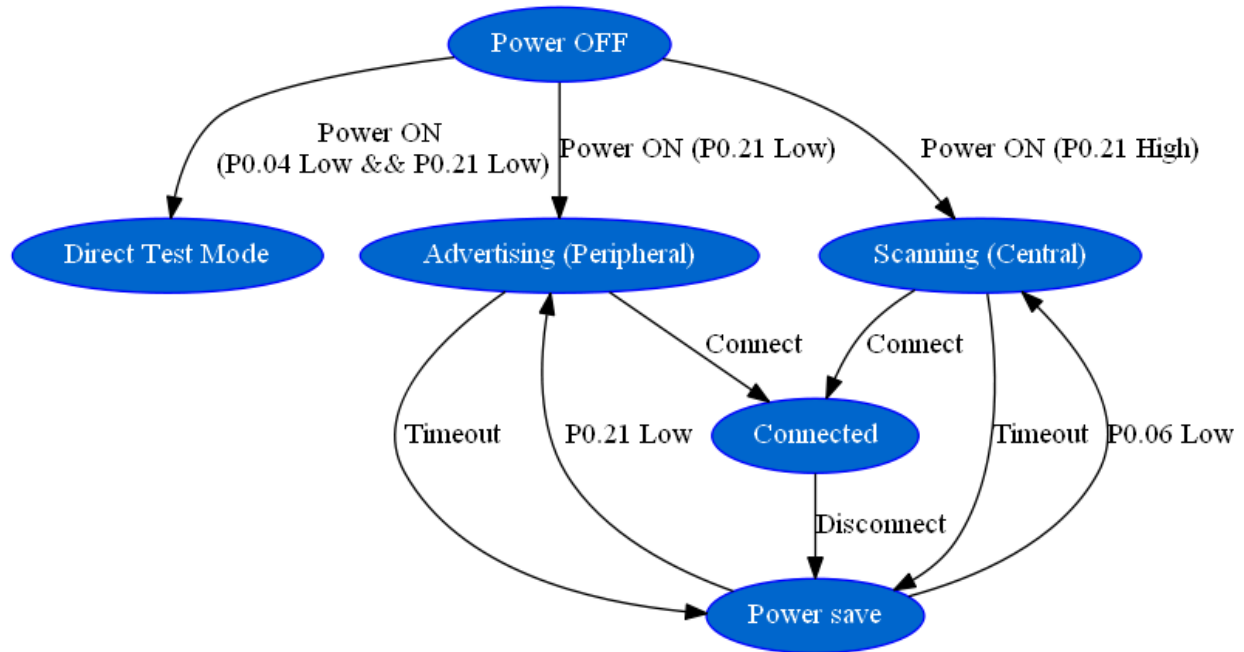 Power OFF
Power ON
(P0.04 Low && P0.21 Low)
Power ON (P0.21 Low)
Power ON (P0.21 High)
Direct Test Mode
Advertising (Peripheral)
Scanning (Central)
Connect
Connect
Timeout
P0.21 Low
Connected
Timeout
P0.06 Low
Disconnect
Power save